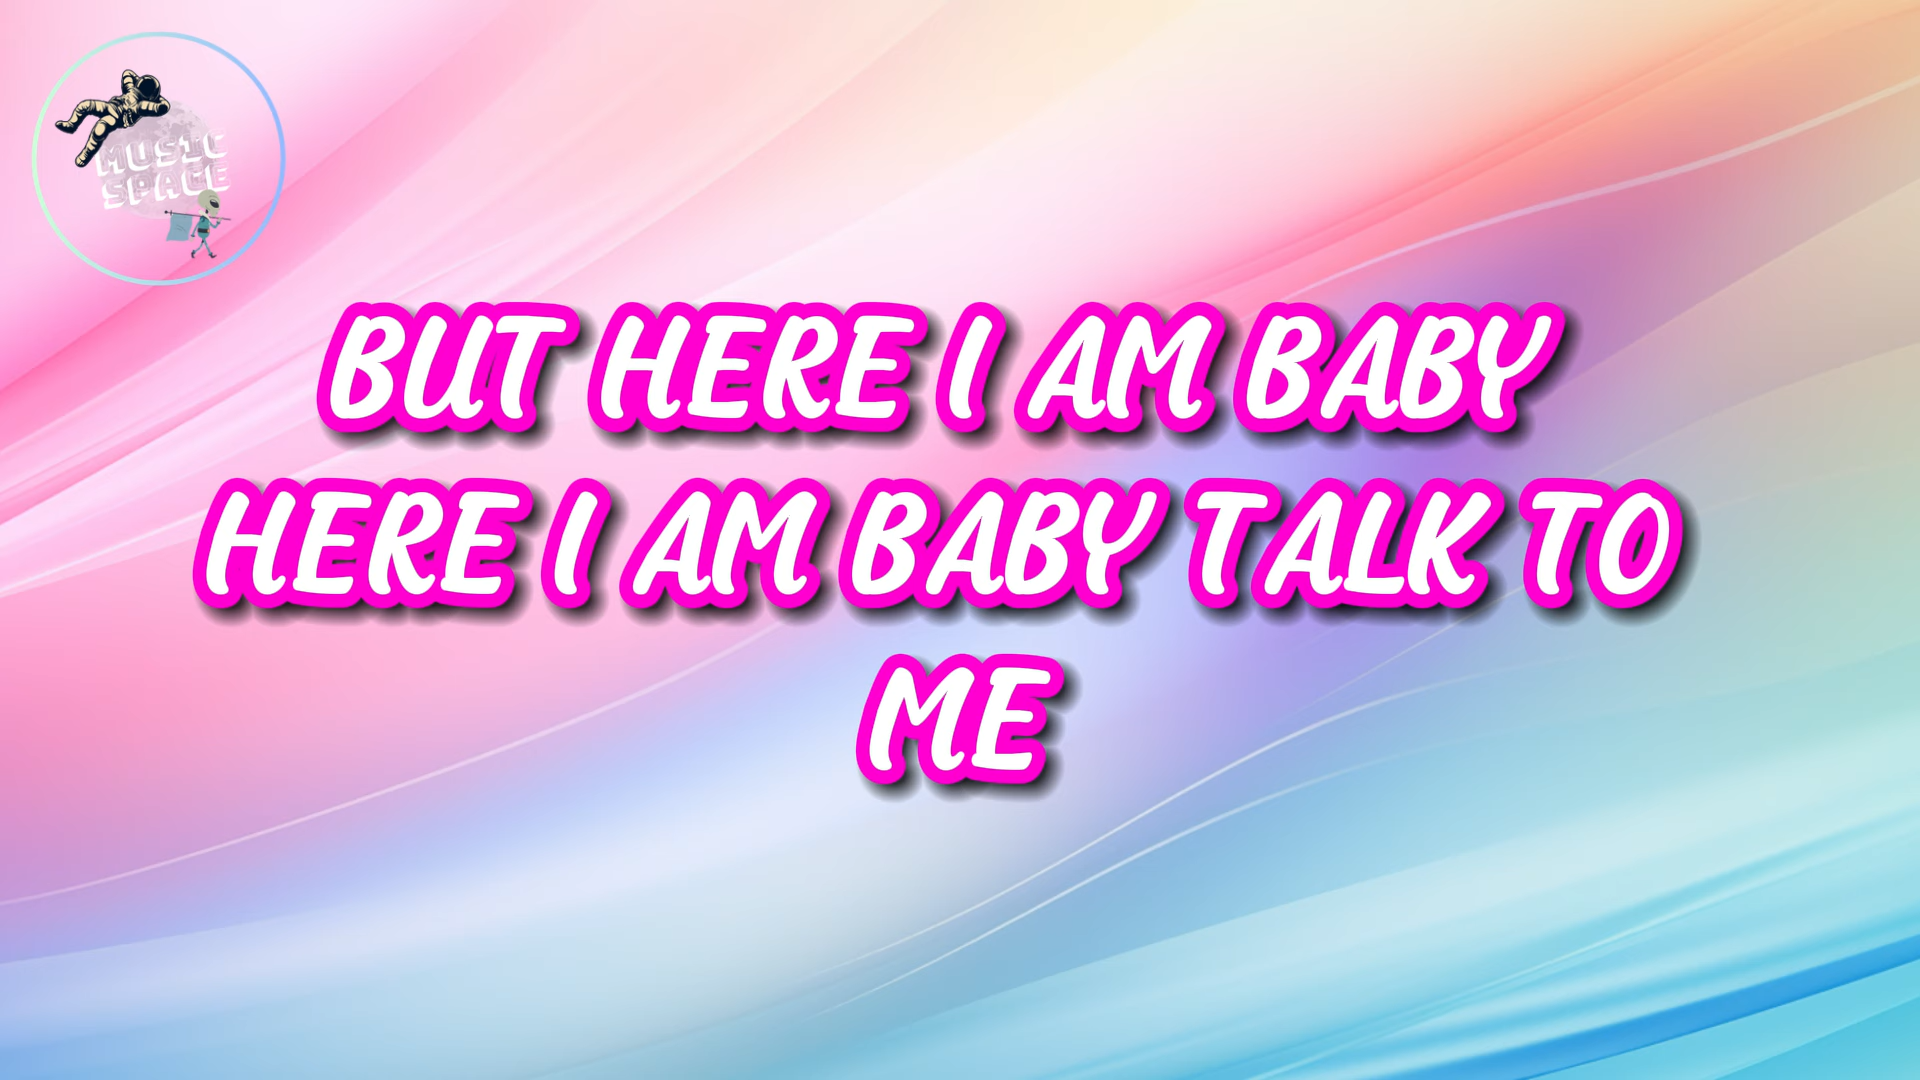 MUSIC
SPACE
BUT HERE I AM BABY
HERE I AM BABY TALK TO
ME